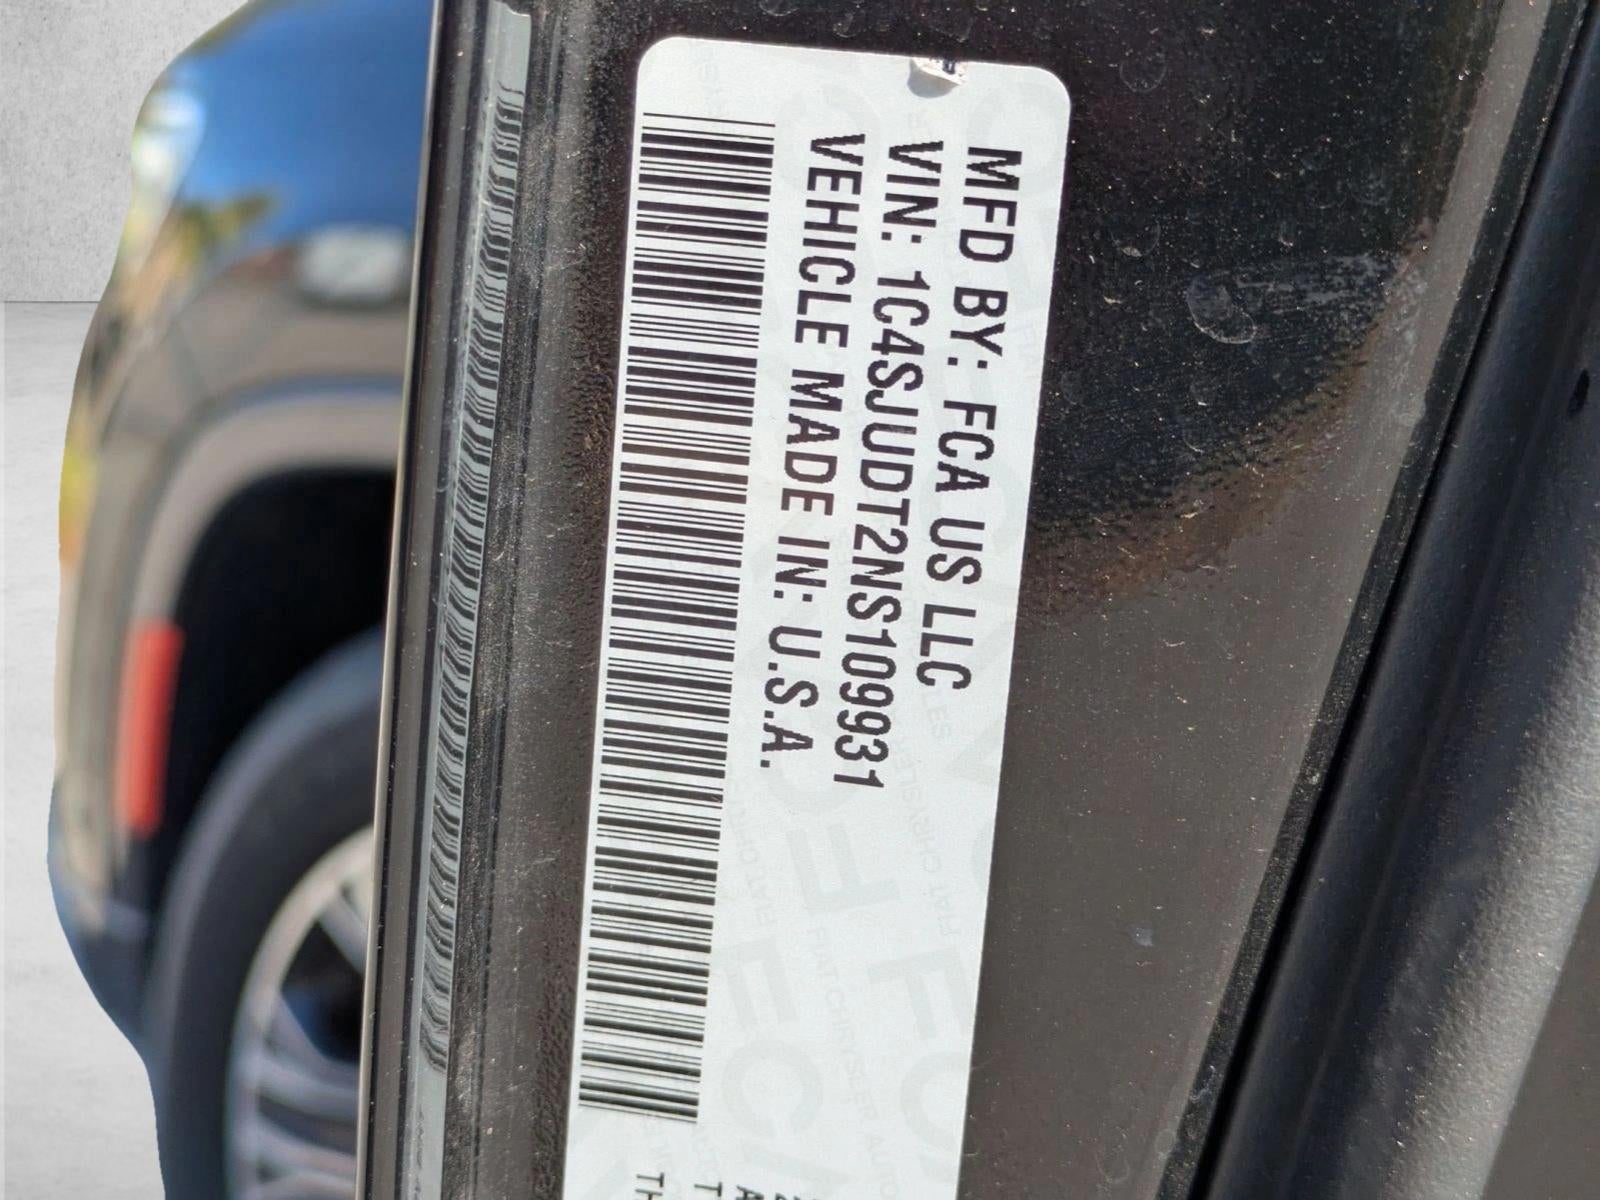 MFD BY: FCA US LLC
VIN: 1C4SJUDT2NS109931
VEHICLE MADE IN: U.S.A.